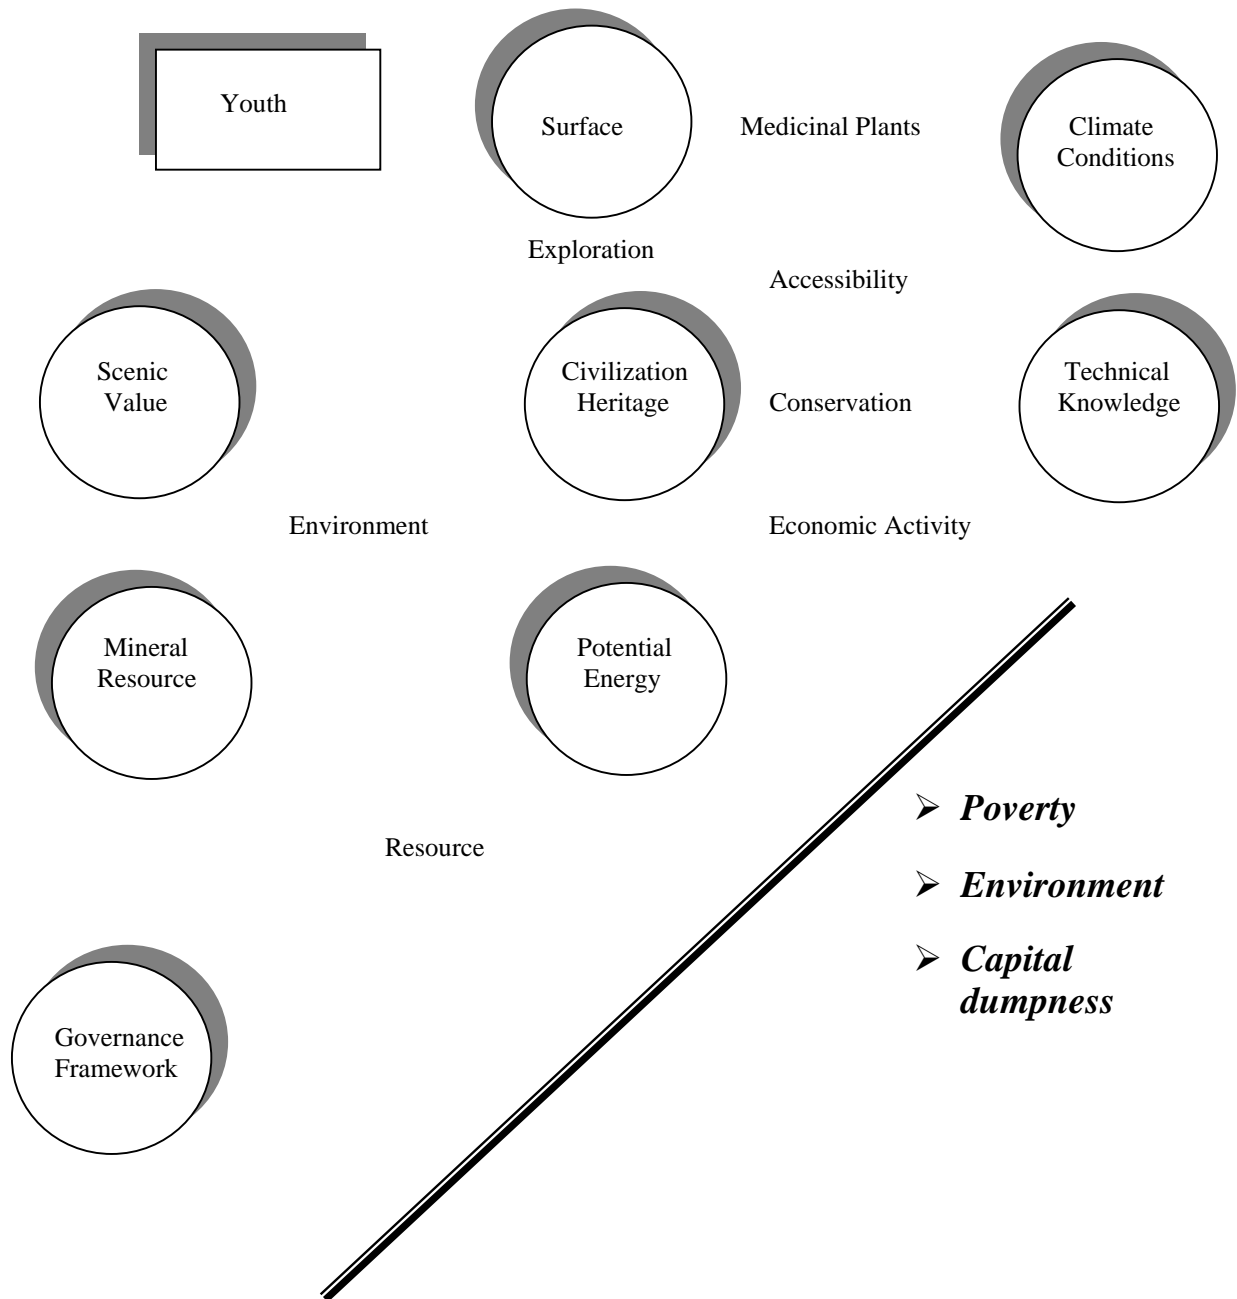 Youth
Surface
Medicinal Plants
Climate
Conditions
Exploration
Accessibility
Scenic
Value
Civilization
Heritage
Conservation
Technical
Knowledge
Environment
Economic Activity
Mineral
Resource
Potential
Energy
➢ Poverty
Resource
➢ Environment
➢ Capital
dumpness
Governance
Framework